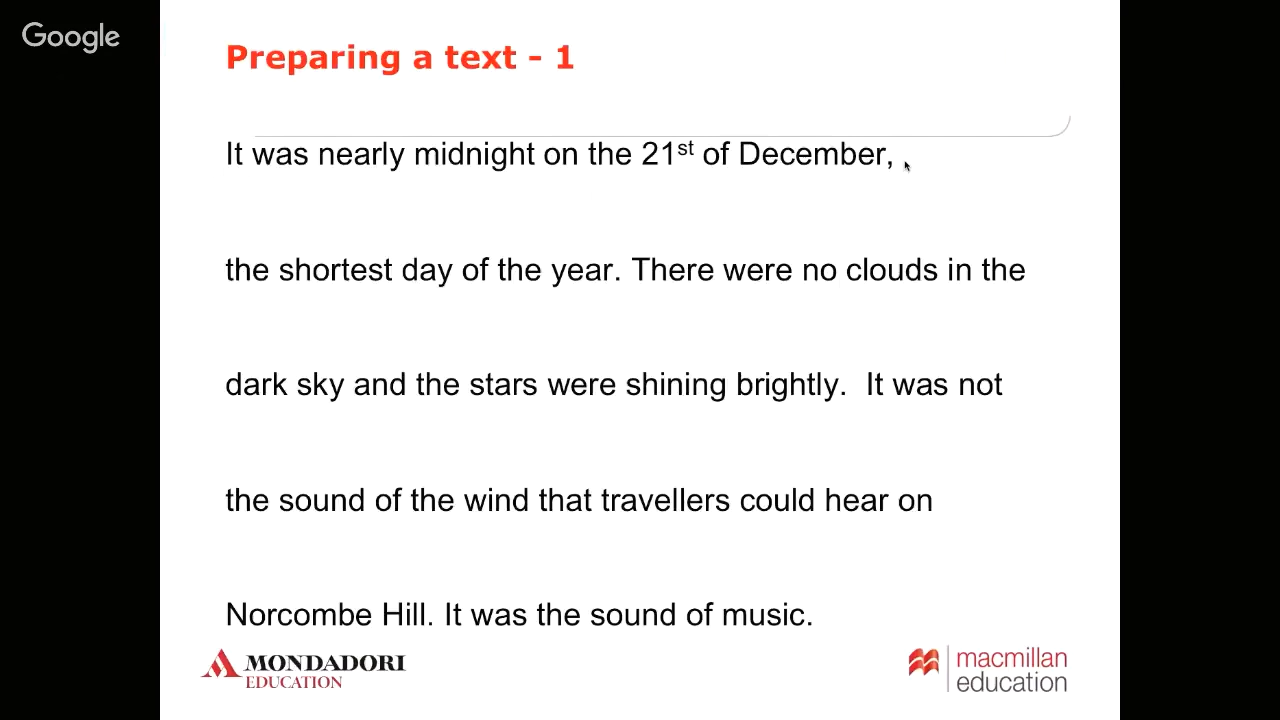 Google
Preparing a text - 1
It was nearly midnight on the 21st of December,
the shortest day of the year. There were no clouds in the
dark sky and the stars were shining brightly.  It was not
the sound of the wind that travellers could hear on
Norcombe Hill. It was the sound of music.
MONDADORI
EDUCATION
macmillan
education